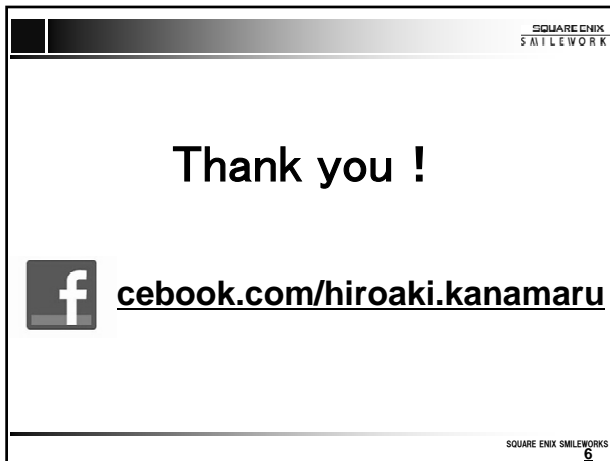 SQUARE ENIX
SMILEWORK
Thank you！
f cebook.com/hiroaki.kanamaru
SQUARE ENIX SMILEWORKS
6